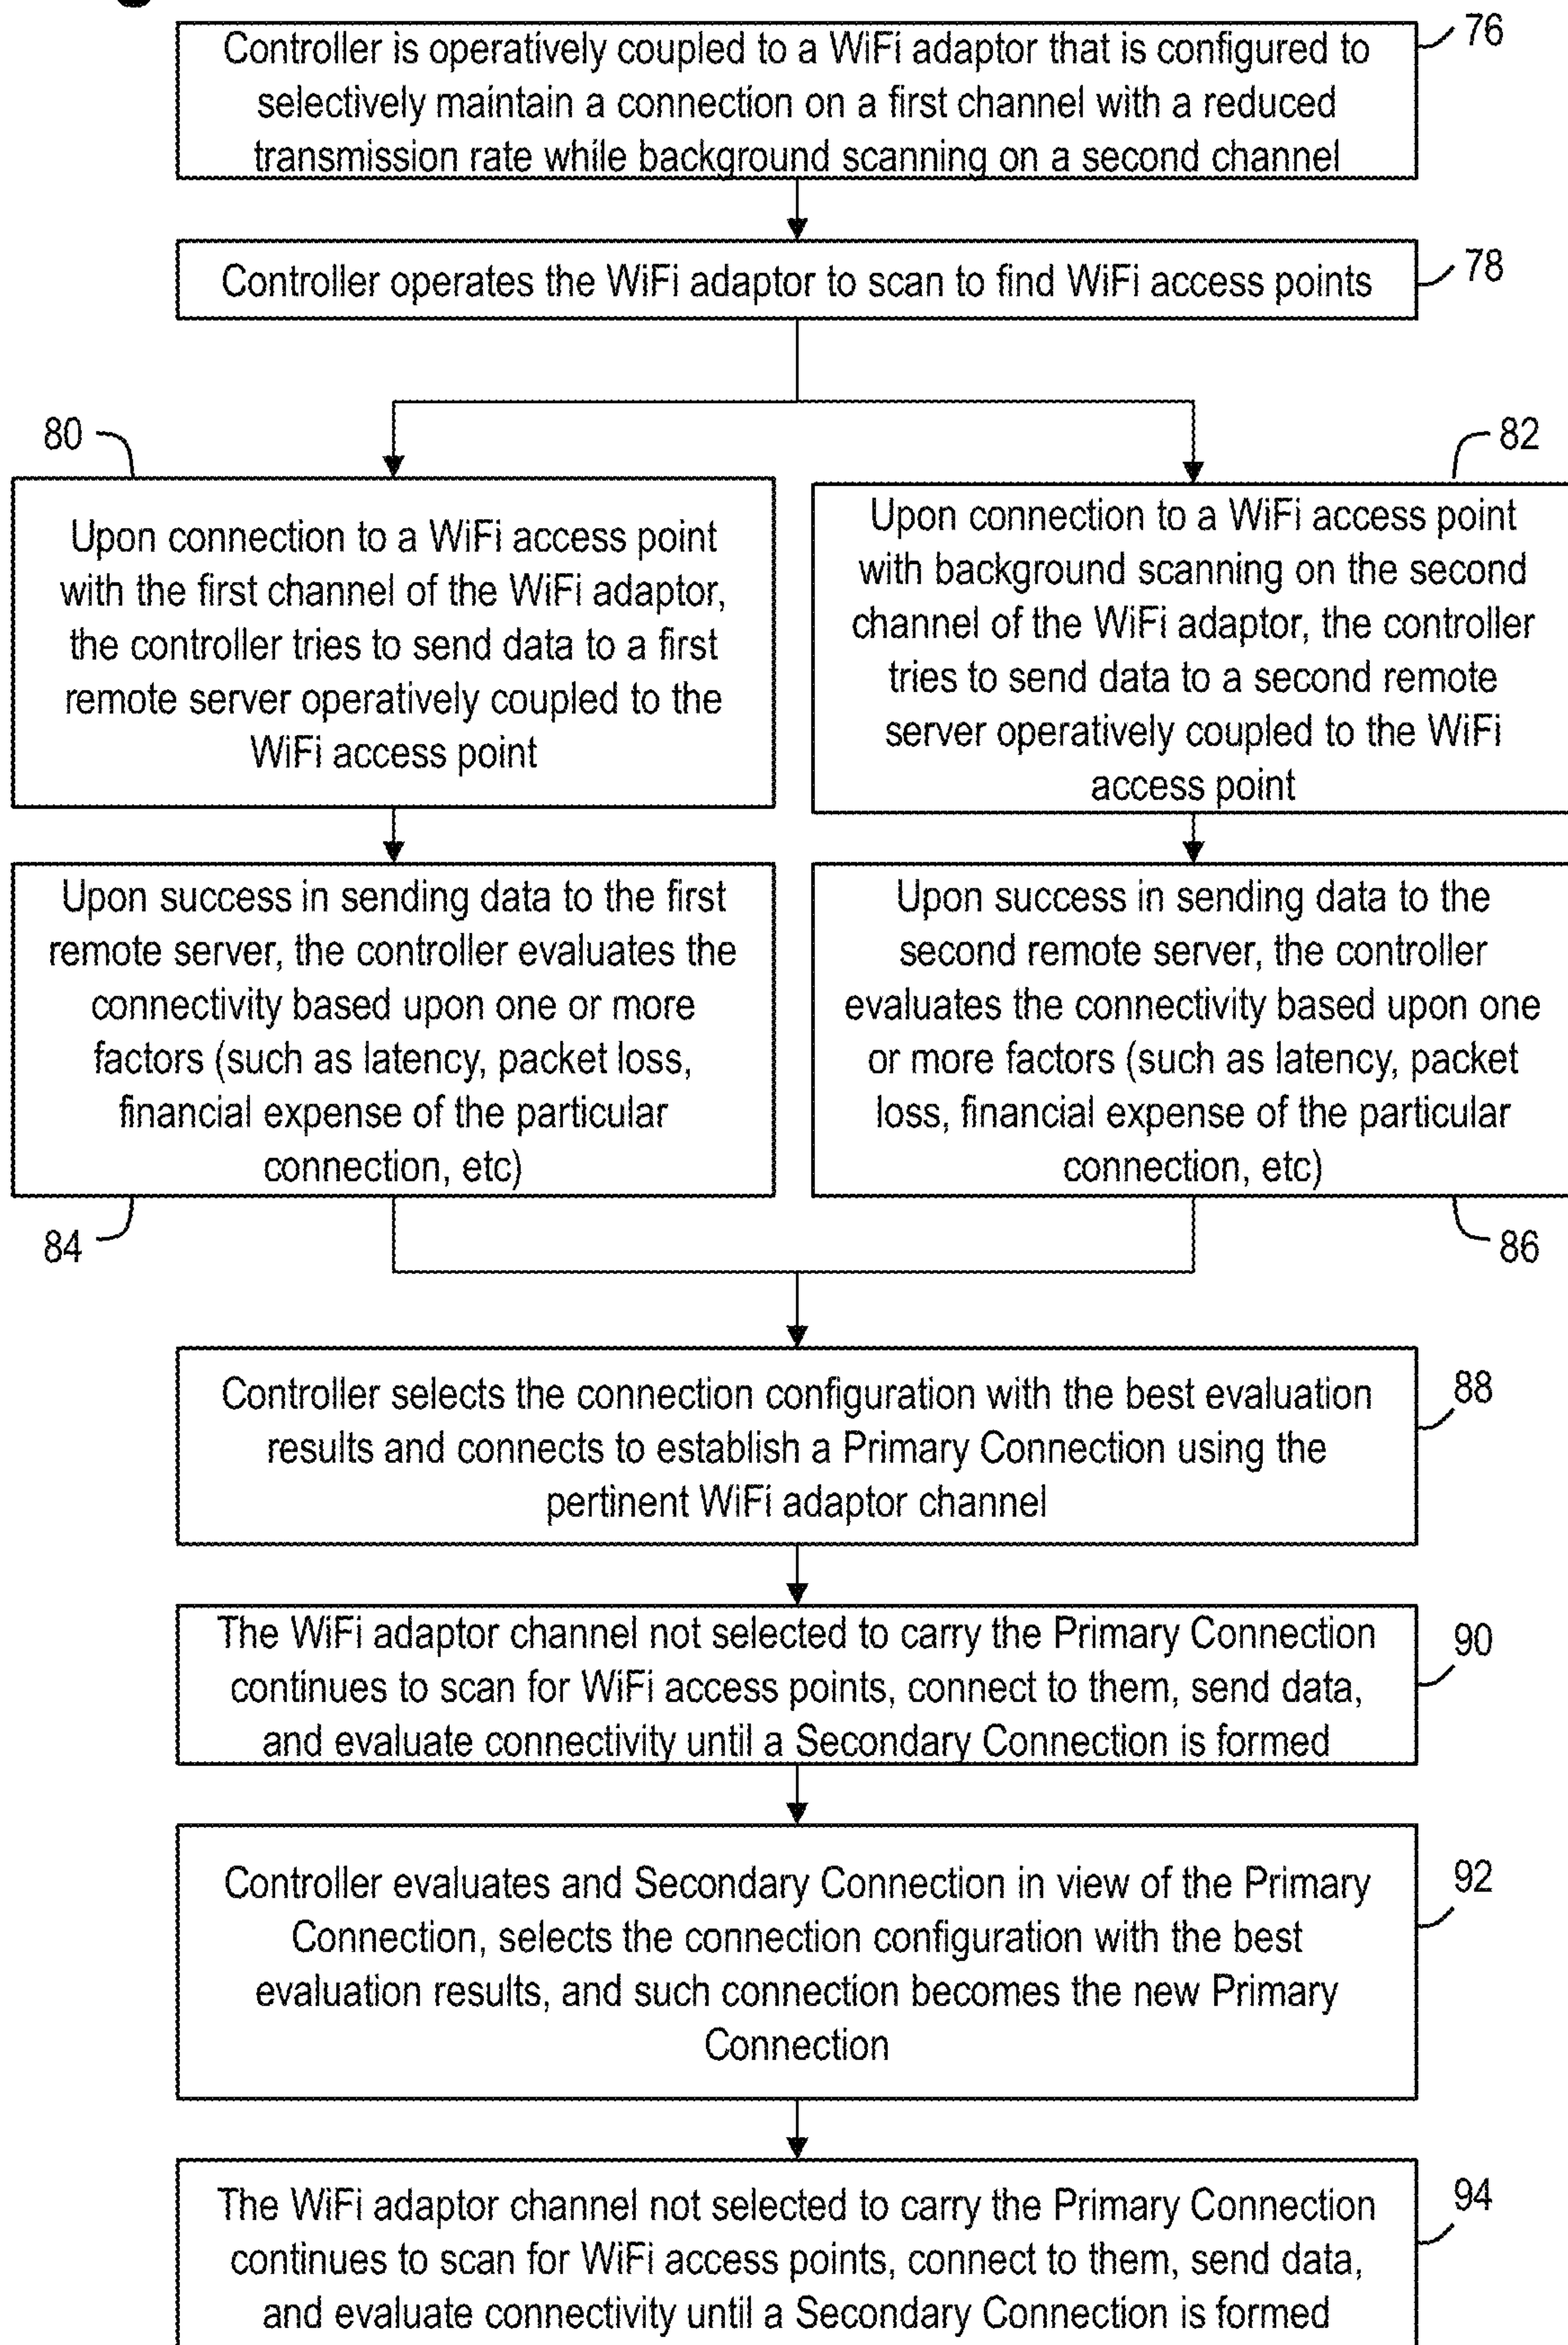 Controller is operatively coupled to a WiFi adaptor that is configured to
selectively maintain a connection on a first channel with a reduced
transmission rate while background scanning on a second channel
76
Controller operates the WiFi adaptor to scan to find WiFi access points
78
80
Upon connection to a WiFi access point
with the first channel of the WiFi adaptor,
the controller tries to send data to a first
remote server operatively coupled to the
WiFi access point
82
Upon connection to a WiFi access point
with background scanning on the second
channel of the WiFi adaptor, the controller
tries to send data to a second remote
server operatively coupled to the WiFi
access point
Upon success in sending data to the first
remote server, the controller evaluates the
connectivity based upon one or more
factors (such as latency, packet loss,
financial expense of the particular
connection, etc)
84
Upon success in sending data to the
second remote server, the controller
evaluates the connectivity based upon one
or more factors (such as latency, packet
loss, financial expense of the particular
connection, etc)
86
Controller selects the connection configuration with the best evaluation
results and connects to establish a Primary Connection using the
pertinent WiFi adaptor channel
88
The WiFi adaptor channel not selected to carry the Primary Connection
continues to scan for WiFi access points, connect to them, send data,
and evaluate connectivity until a Secondary Connection is formed
90
Controller evaluates and Secondary Connection in view of the Primary
Connection, selects the connection configuration with the best
evaluation results, and such connection becomes the new Primary
Connection
92
The WiFi adaptor channel not selected to carry the Primary Connection
continues to scan for WiFi access points, connect to them, send data,
and evaluate connectivity until a Secondary Connection is formed
94